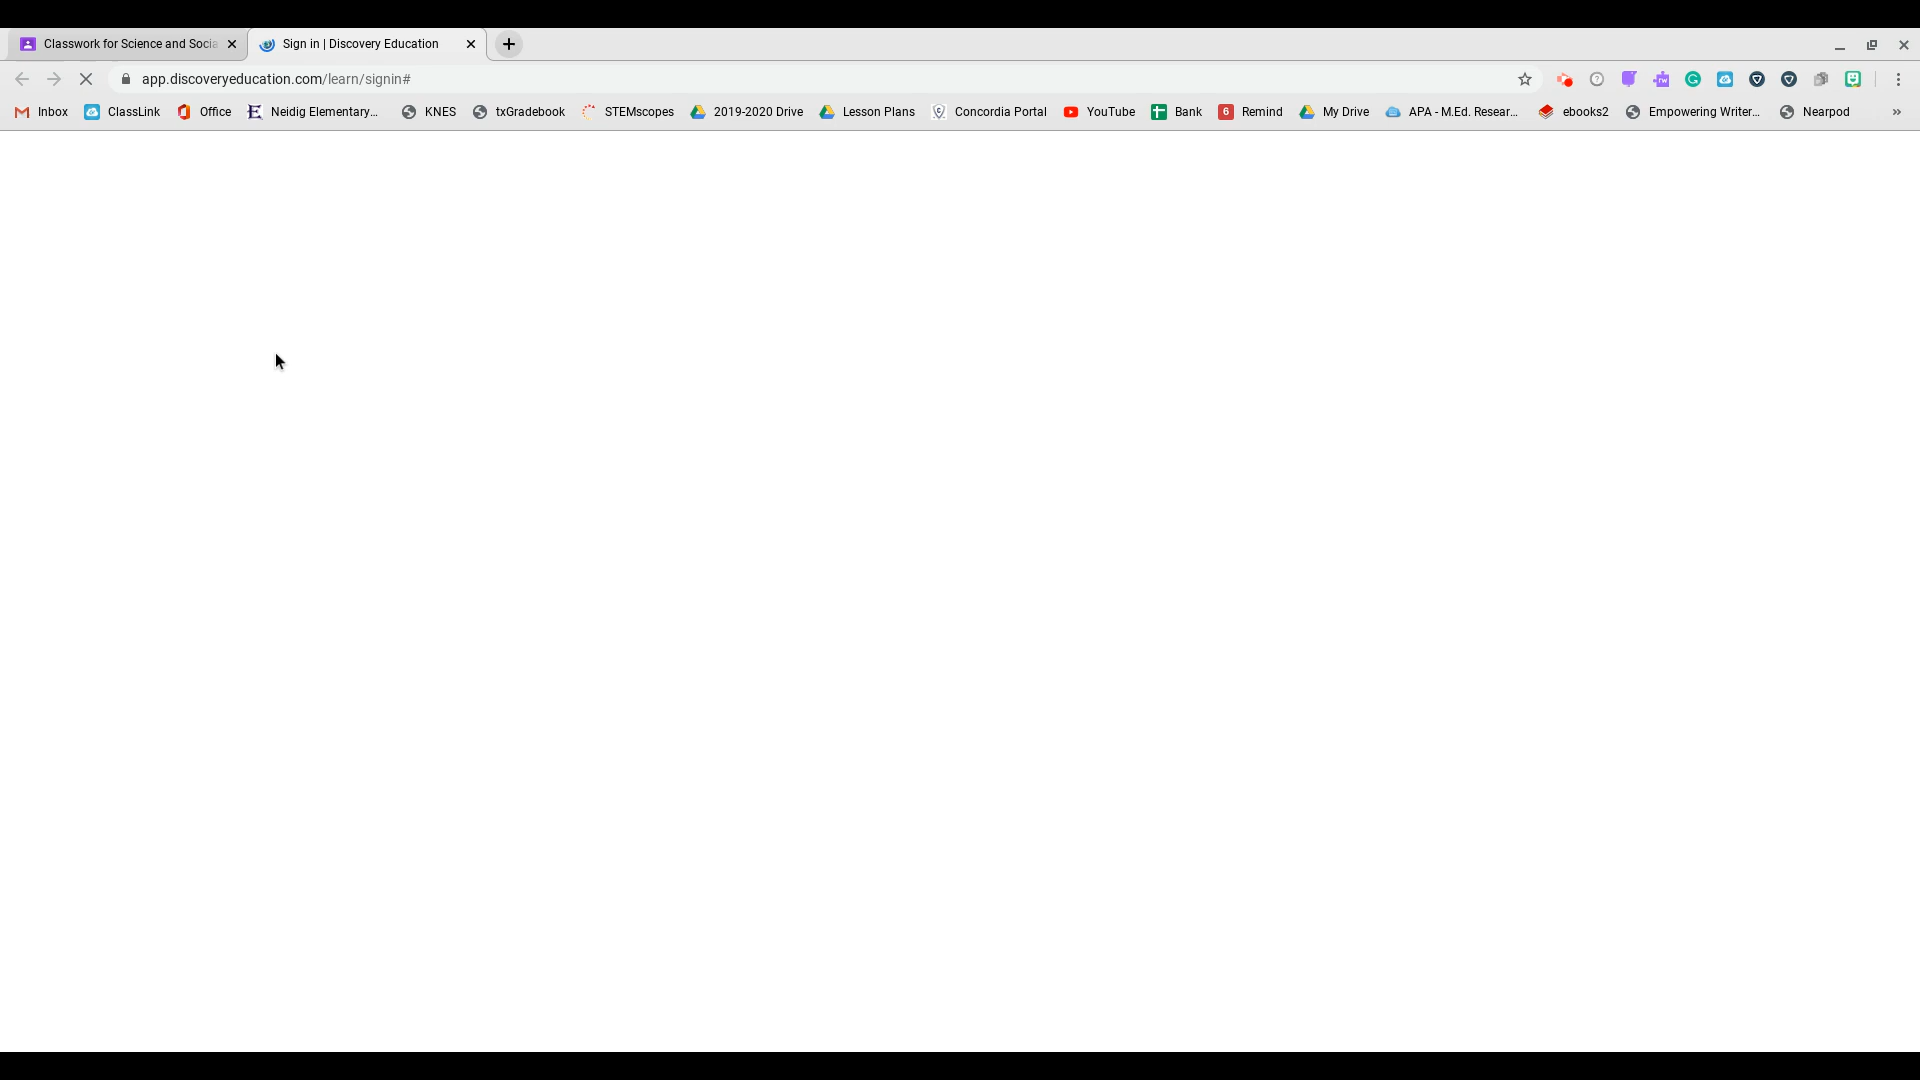 Classwork for Science and Socia
Sign in | Discovery Education
app.discoveryeducation.com/learn/signin#
Inbox ClassLink Office Neidig Elementary... KNES txGradebook STEMscopes 2019-2020 Drive Lesson Plans Concordia Portal YouTube Bank 6 Remind My Drive APA - M.Ed. Resear... ebooks2 Empowering Writer... Nearpod »